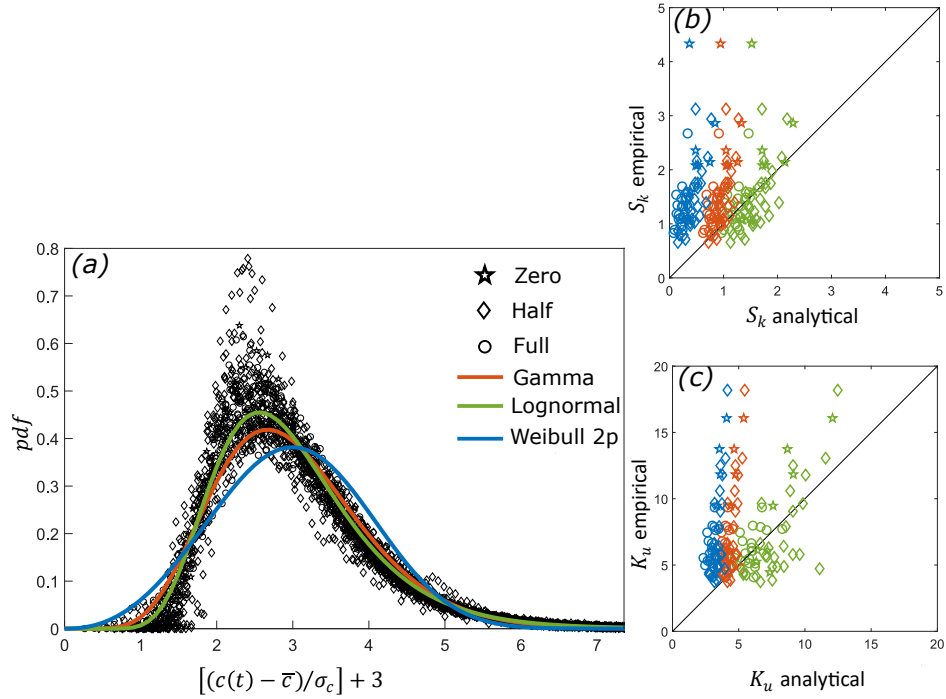 (a)
0.8
0.7
0.6
0.5
0.4
0.3
0.2
0.1
0
pdf
Zero
Half
Full
Gamma
Lognormal
Weibull 2p
0 1 2 3 4 5 6 7
[(c(t) − c̅)/σ_c] + 3
(b)
5
4
3
2
1
0
S_k empirical
0 1 2 3 4 5
S_k analytical
(c)
20
15
10
5
0
K_u empirical
0 5 10 15 20
K_u analytical